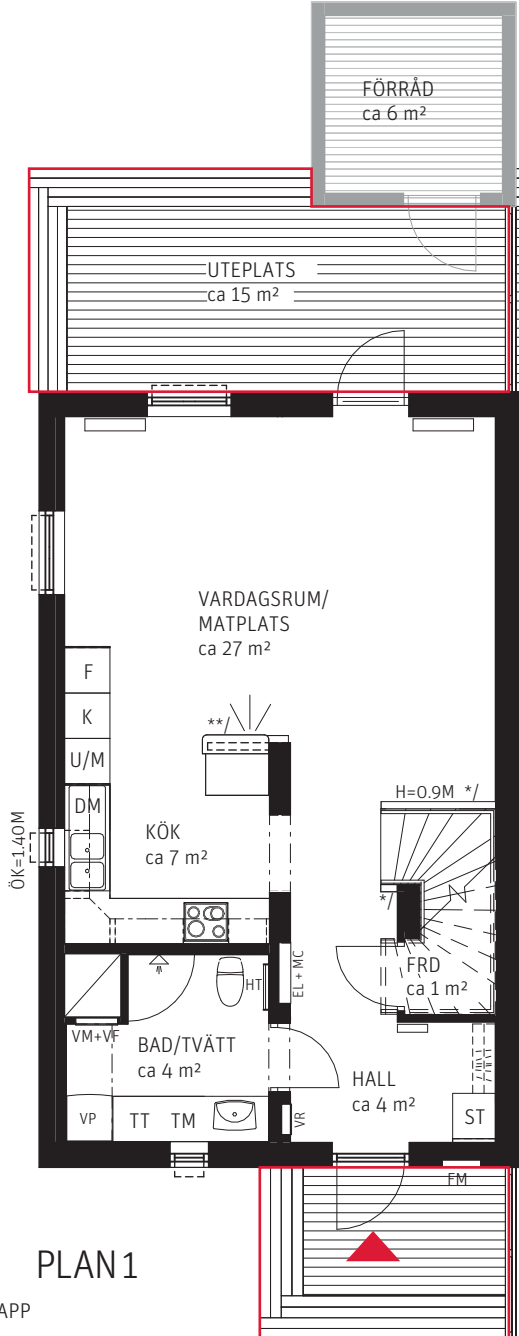 FÖRRÅD
ca 6 m²
UTEPLATS
ca 15 m²
VARDAGSRUM/
MATPLATS
ca 27 m²
F
K
U/M
**/
DM
H=0.9M */
ÖK=1.40M
KÖK
ca 7 m²
*/
FRD
ca 1 m²
EL + MC
HT
VM+VF
BAD/TVÄTT
ca 4 m²
HALL
ca 4 m²
VP
TT TM
VR
ST
FM
PLAN 1
APP